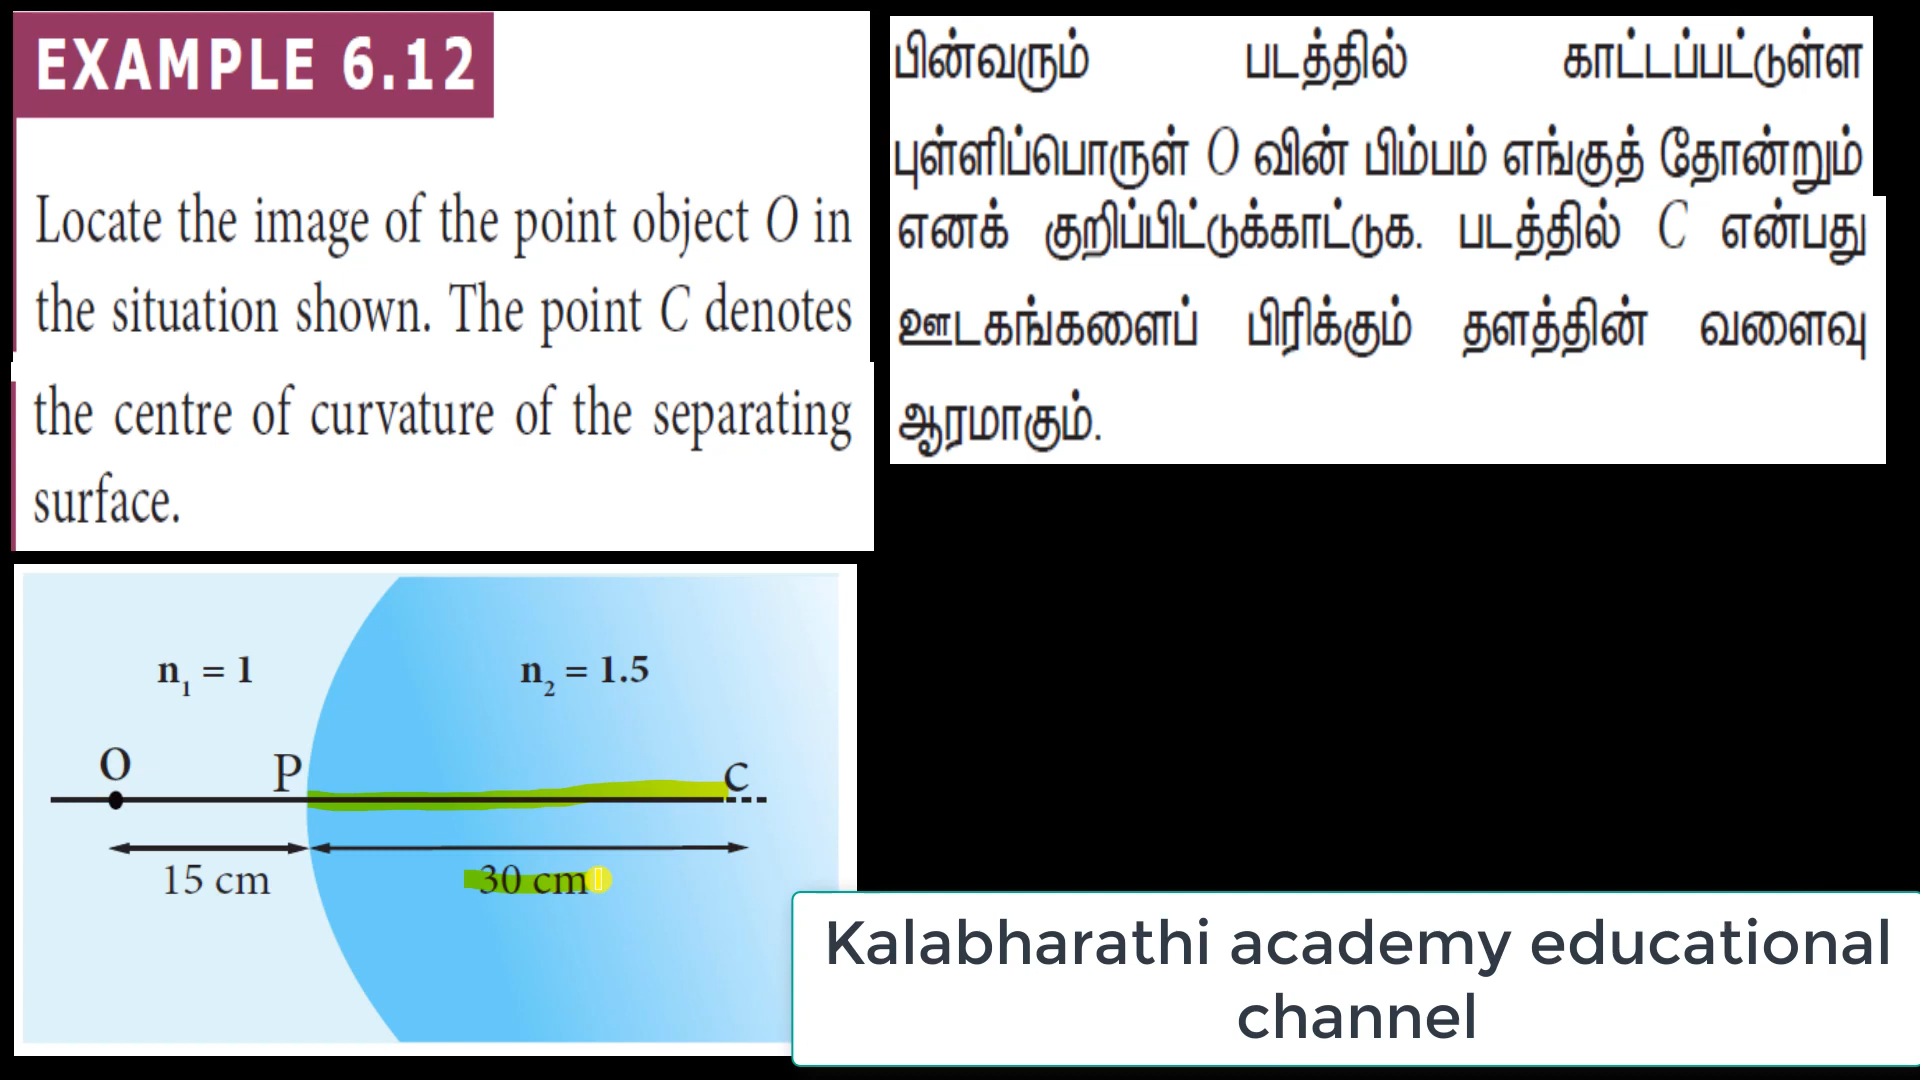 EXAMPLE 6.12
Locate the image of the point object O in
the situation shown. The point C denotes
the centre of curvature of the separating
surface.
பின்வரும் படத்தில் காட்டப்பட்டுள்ள
புள்ளிப்பொருள் O வின் பிம்பம் எங்குத் தோன்றும்
எனக் குறிப்பிட்டுக்காட்டுக. படத்தில் C என்பது
ஊடகங்களைப் பிரிக்கும் தளத்தின் வளைவு
ஆரமாகும்.
n₁ = 1 n₂ = 1.5
O P C
15 cm 30 cm
Kalabharathi academy educational
channel